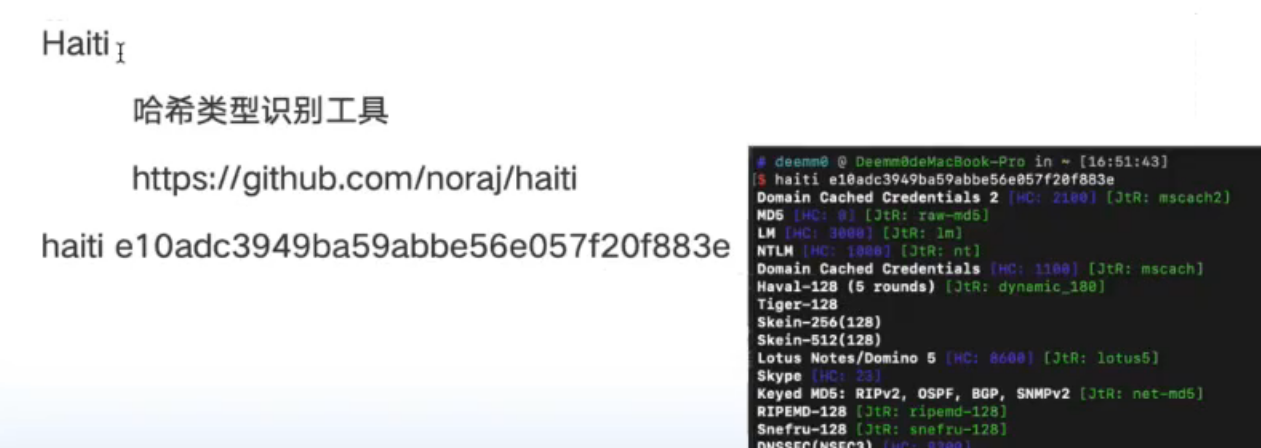 Haiti
哈希类型识别工具
https://github.com/noraj/haiti
haiti e10adc3949ba59abbe56e057f20f883e
# deemm0 @ Deemm0deMacBook-Pro in ~ [16:51:43]
$ haiti e10adc3949ba59abbe56e057f20f883e
Domain Cached Credentials 2 [HC: 2100] [JtR: mscach2]
MD5 [HC: 0] [JtR: raw-md5]
LM [HC: 3000] [JtR: lm]
NTLM [HC: 1000] [JtR: nt]
Domain Cached Credentials [HC: 1100] [JtR: mscach]
Haval-128 (5 rounds) [JtR: dynamic_180]
Tiger-128
Skein-256(128)
Skein-512(128)
Lotus Notes/Domino 5 [HC: 8600] [JtR: lotus5]
Skype [HC: 23]
Keyed MD5: RIPv2, OSPF, BGP, SNMPv2 [JtR: net-md5]
RIPEMD-128 [JtR: ripemd-128]
Snefru-128 [JtR: snefru-128]
DNSSEC(NSEC3) [HC: 8300]